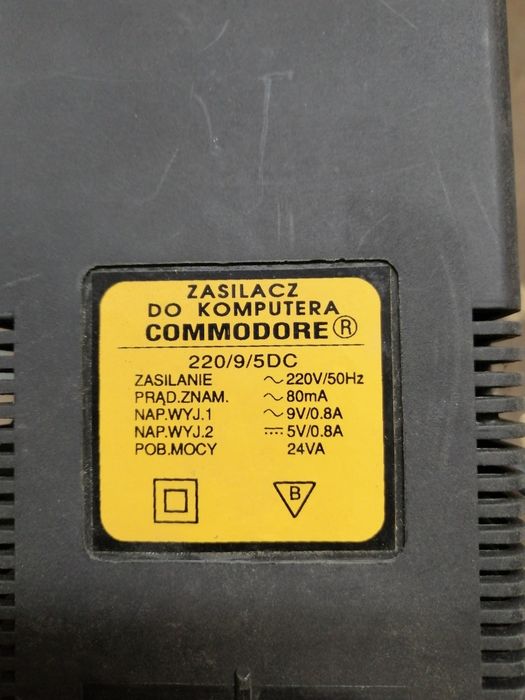 ZASILACZ
DO KOMPUTERA
COMMODORE ®
220/9/5DC
ZASILANIE ~220V/50Hz
PRĄD.ZNAM. ~80mA
NAP.WYJ.1 ~9V/0.8A
NAP.WYJ.2 ⎓5V/0.8A
POB.MOCY 24VA
B